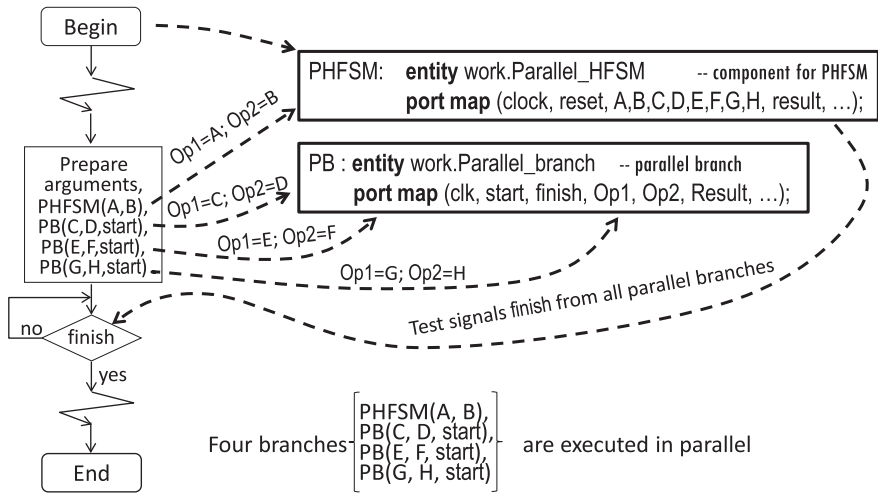 Begin
PHFSM: entity work.Parallel_HFSM -- component for PHFSM
port map (clock, reset, A,B,C,D,E,F,G,H, result, ...);
Op1=A; Op2=B
PB : entity work.Parallel_branch -- parallel branch
port map (clk, start, finish, Op1, Op2, Result, ...);
Prepare
arguments,
PHFSM(A,B),
PB(C,D,start),
PB(E,F,start),
PB(G,H,start)
Op1=C; Op2=D
Op1=E; Op2=F
Op1=G; Op2=H
Test signals finish from all parallel branches
no
finish
yes
Four branches
PHFSM(A, B),
PB(C, D, start),
PB(E, F, start),
PB(G, H, start)
are executed in parallel
End